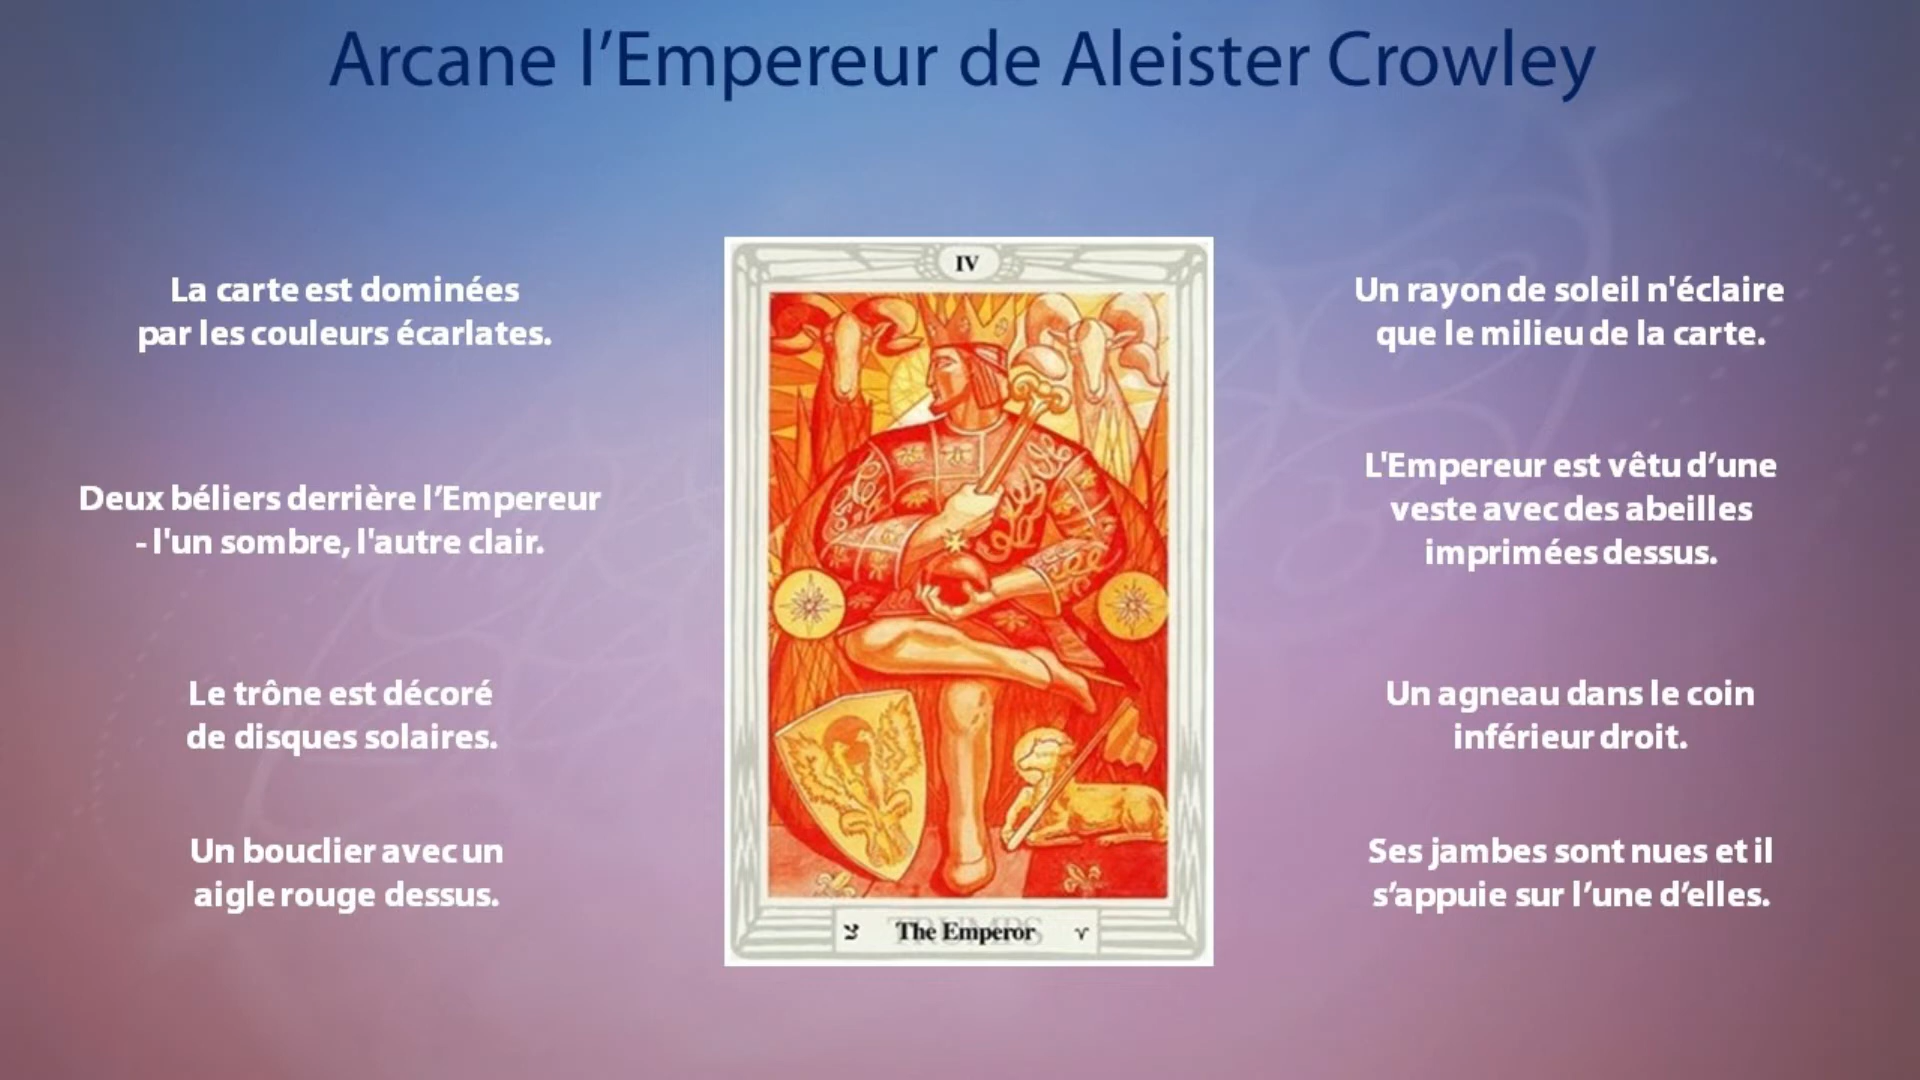 Arcane l’Empereur de Aleister Crowley
La carte est dominées
par les couleurs écarlates.
Deux béliers derrière l’Empereur
- l'un sombre, l'autre clair.
Le trône est décoré
de disques solaires.
Un bouclier avec un
aigle rouge dessus.
IV
TRUMPS
The Emperor
Un rayon de soleil n'éclaire
que le milieu de la carte.
L'Empereur est vêtu d’une
veste avec des abeilles
imprimées dessus.
Un agneau dans le coin
inférieur droit.
Ses jambes sont nues et il
s’appuie sur l’une d’elles.